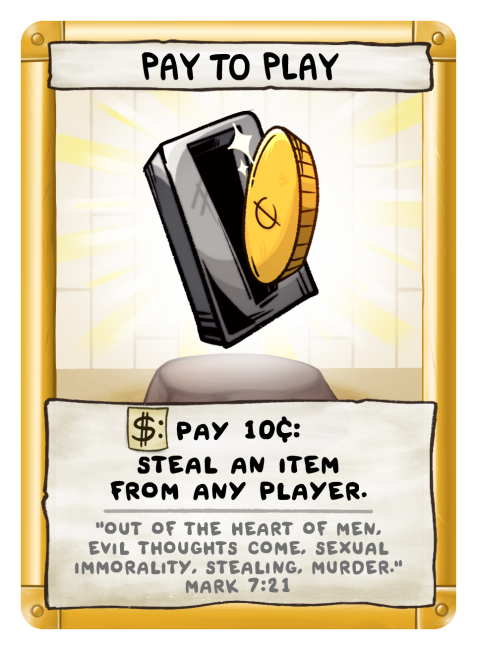 PAY TO PLAY
¢
$: PAY 10¢:
STEAL AN ITEM
FROM ANY PLAYER.
"OUT OF THE HEART OF MEN,
EVIL THOUGHTS COME, SEXUAL
IMMORALITY, STEALING, MURDER."
MARK 7:21